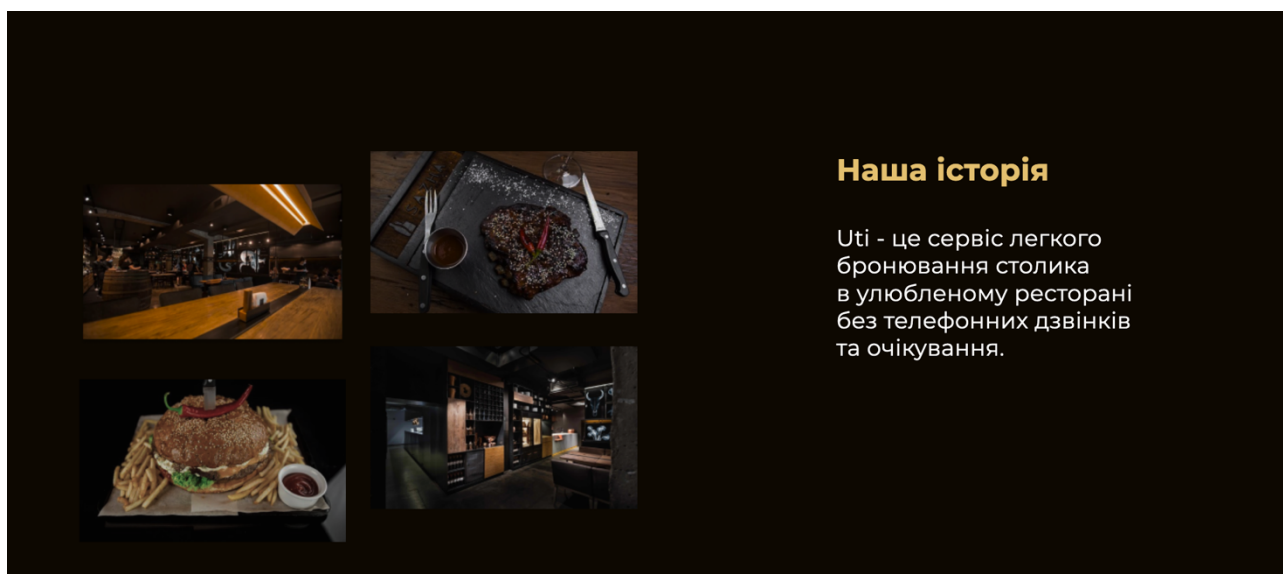 Наша історія
Uti - це сервіс легкого
бронювання столика
в улюбленому ресторані
без телефонних дзвінків
та очікування.